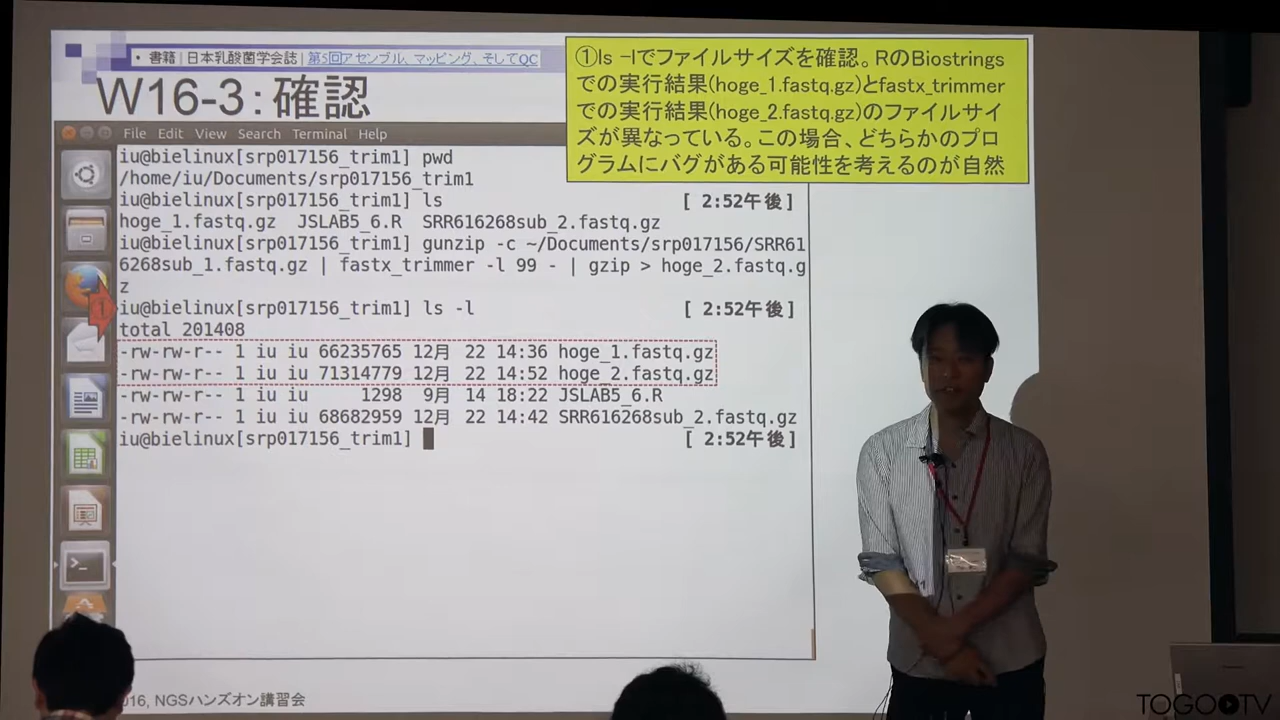 ・書籍 | 日本乳酸菌学会誌 | 第5回アセンブル、マッピング、そしてQC
W16-3：確認
①ls -lでファイルサイズを確認。RのBiostrings
での実行結果(hoge_1.fastq.gz)とfastx_trimmer
での実行結果(hoge_2.fastq.gz)のファイルサイ
ズが異なっている。この場合、どちらかのプロ
グラムにバグがある可能性を考えるのが自然
File Edit View Search Terminal Help
iu@bielinux[srp017156_trim1] pwd
/home/iu/Documents/srp017156_trim1
iu@bielinux[srp017156_trim1] ls [ 2:52午後]
hoge_1.fastq.gz JSLAB5_6.R SRR616268sub_2.fastq.gz
iu@bielinux[srp017156_trim1] gunzip -c ~/Documents/srp017156/SRR61
6268sub_1.fastq.gz | fastx_trimmer -l 99 - | gzip > hoge_2.fastq.g
z
iu@bielinux[srp017156_trim1] ls -l [ 2:52午後]
①
total 201408
-rw-rw-r-- 1 iu iu 66235765 12月 22 14:36 hoge_1.fastq.gz
-rw-rw-r-- 1 iu iu 71314779 12月 22 14:52 hoge_2.fastq.gz
-rw-rw-r-- 1 iu iu 1298 9月 14 18:22 JSLAB5_6.R
-rw-rw-r-- 1 iu iu 68682959 12月 22 14:42 SRR616268sub_2.fastq.gz
iu@bielinux[srp017156_trim1] [ 2:52午後]
016, NGSハンズオン講習会
TOGOTV